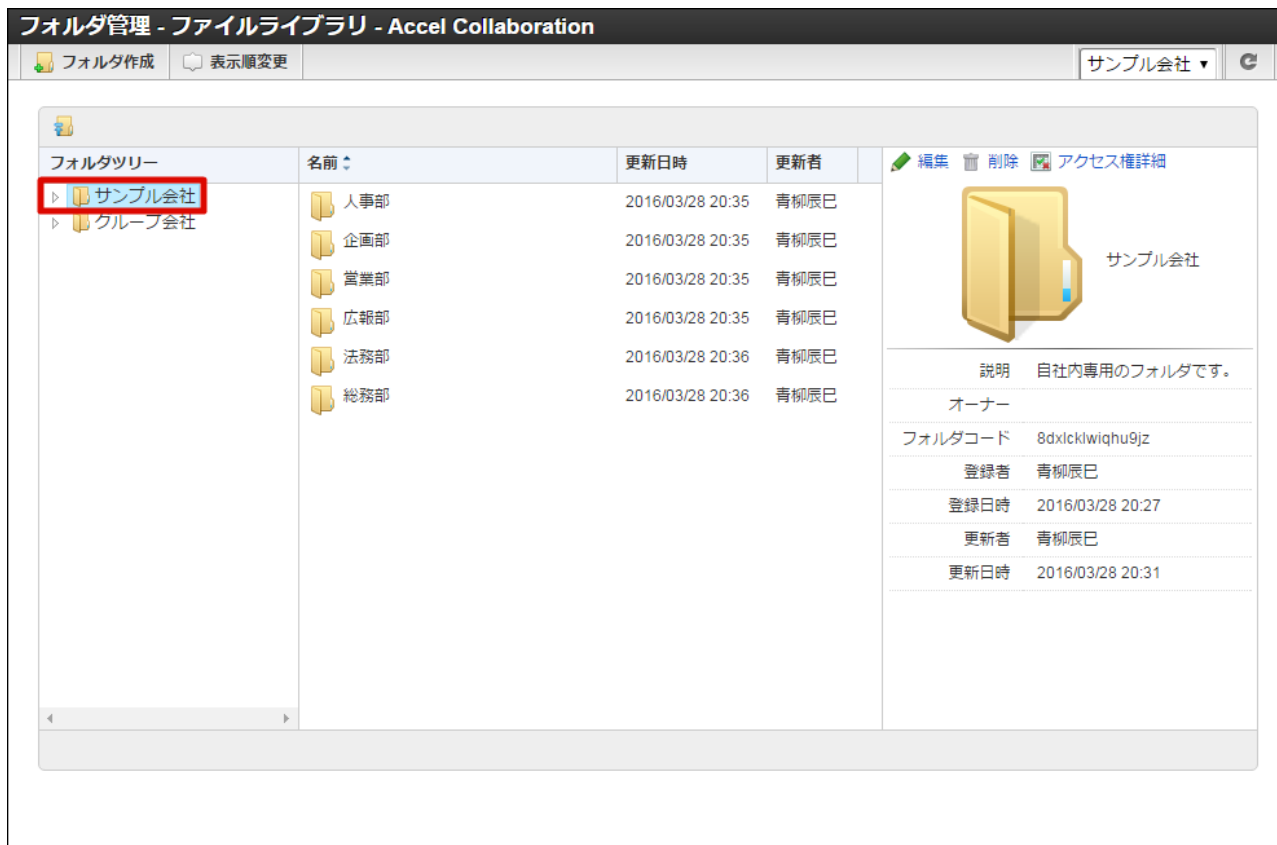 フォルダ管理 - ファイルライブラリ - Accel Collaboration
フォルダ作成 表示順変更 サンプル会社
フォルダツリー 名前 更新日時 更新者 編集 削除 アクセス権詳細
サンプル会社
グループ会社
人事部 2016/03/28 20:35 青柳辰巳
企画部 2016/03/28 20:35 青柳辰巳
営業部 2016/03/28 20:35 青柳辰巳
広報部 2016/03/28 20:35 青柳辰巳
法務部 2016/03/28 20:36 青柳辰巳
総務部 2016/03/28 20:36 青柳辰巳
サンプル会社
説明 自社内専用のフォルダです。
オーナー
フォルダコード 8dxlcklwiqhu9jz
登録者 青柳辰巳
登録日時 2016/03/28 20:27
更新者 青柳辰巳
更新日時 2016/03/28 20:31